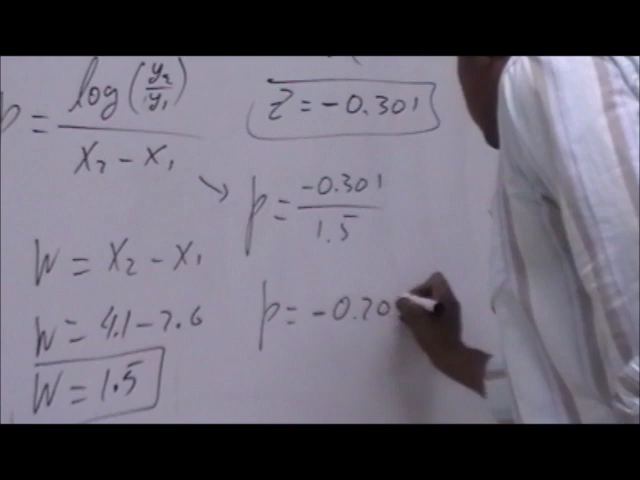 p = log(y₂/y₁) / x₂ - x₁
W = x₂ - x₁
W = 4.1 - 2.6
W = 1.5
z = -0.301
p = -0.301 / 1.5
p = -0.20